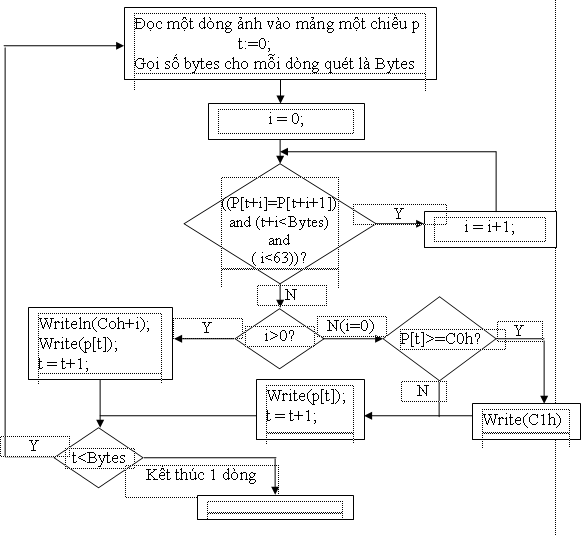 Đọc một dòng ảnh vào mảng một chiều p
t:=0;
Gọi số bytes cho mỗi dòng quét là Bytes
i = 0;
((P[t+i]=P[t+i+1])
and (t+i<Bytes)
and
( i<63))?
Y
i = i+1;
N
Writeln(Coh+i);
Write(p[t]);
t = t+1;
Y
i>0?
N(i=0)
P[t]>=C0h?
Y
N
Write(p[t]);
t = t+1;
Write(C1h)
Y
t<Bytes
Kết thúc 1 dòng